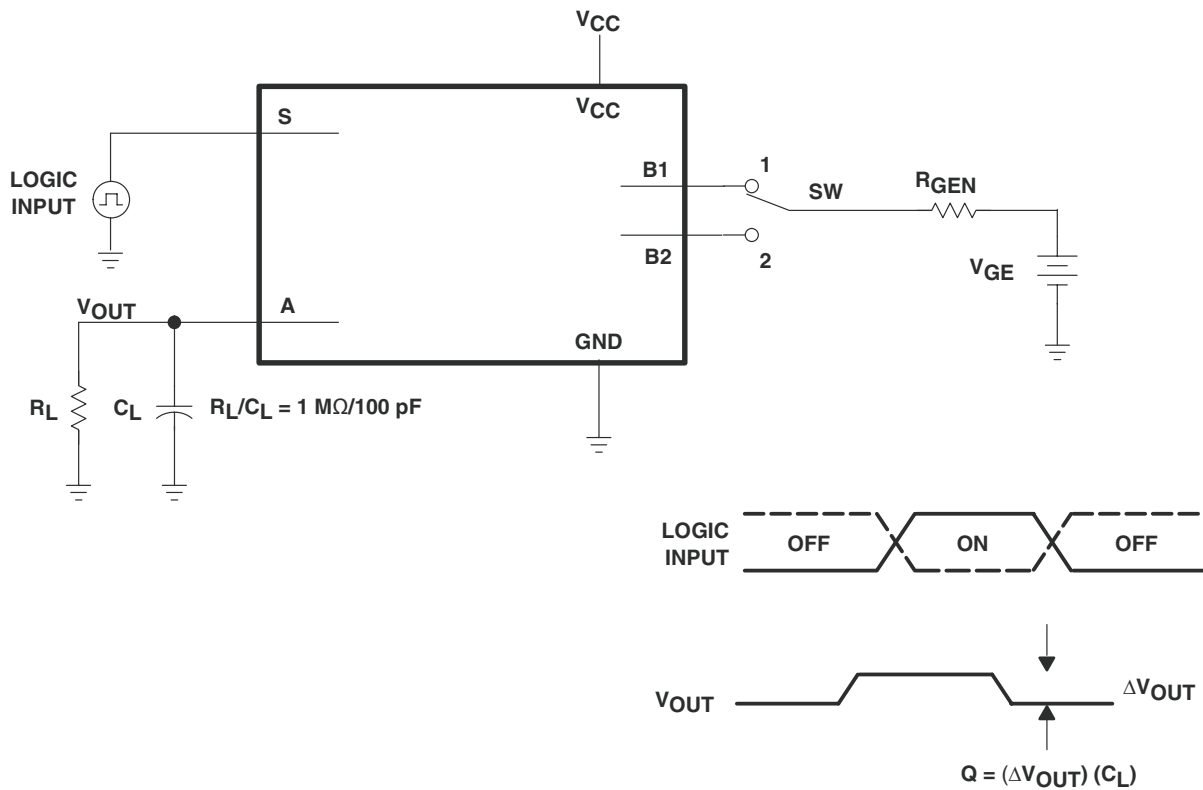 VCC
VCC
S
LOGIC
INPUT
B1
1
SW
RGEN
B2
2
VGE
VOUT
A
GND
RL
CL
RL/CL = 1 MΩ/100 pF
LOGIC
INPUT
OFF
ON
OFF
VOUT
ΔVOUT
Q = (ΔVOUT) (CL)